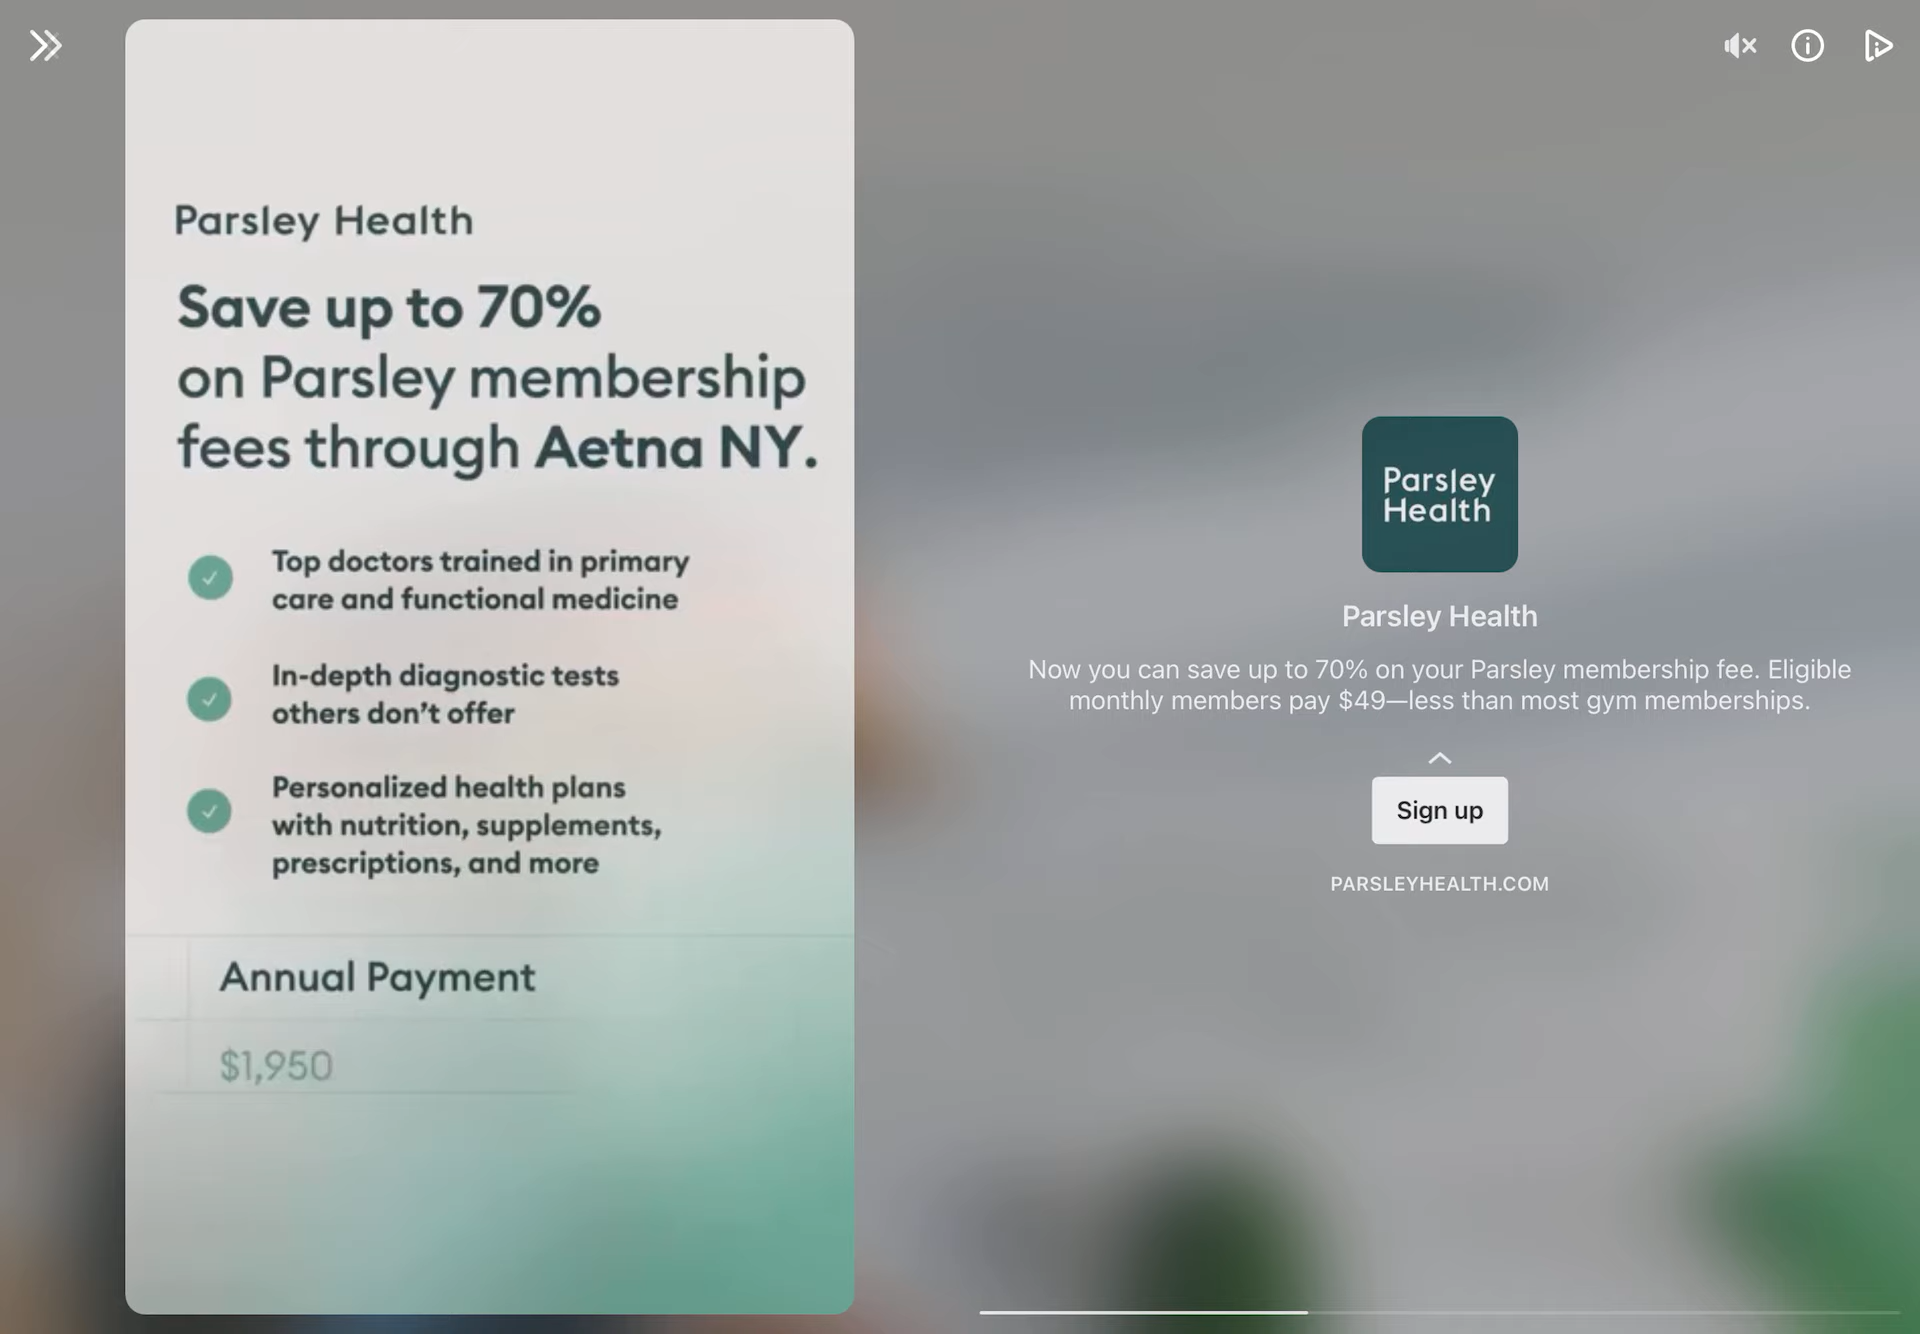 Parsley Health
Save up to 70%
on Parsley membership
fees through Aetna NY.
Top doctors trained in primary
care and functional medicine
In-depth diagnostic tests
others don’t offer
Personalized health plans
with nutrition, supplements,
prescriptions, and more
Annual Payment
$1,950
Parsley
Health
Parsley Health
Now you can save up to 70% on your Parsley membership fee. Eligible
monthly members pay $49—less than most gym memberships.
Sign up
PARSLEYHEALTH.COM